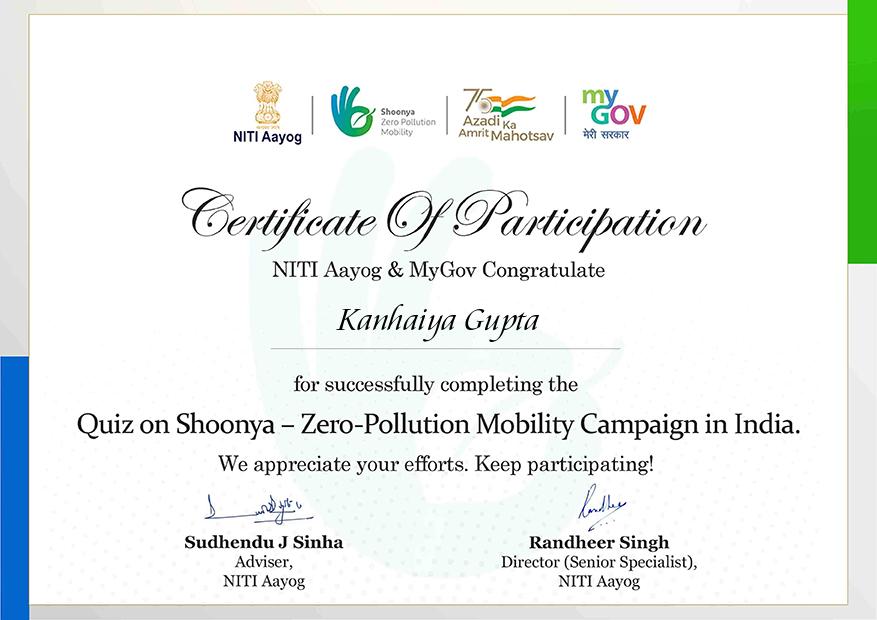 NITI Aayog
Shoonya
Zero Pollution
Mobility
75
Azadi Ka
Amrit Mahotsav
my
GOV
मेरी सरकार
Certificate Of Participation
NITI Aayog & MyGov Congratulate
Kanhaiya Gupta
for successfully completing the
Quiz on Shoonya – Zero-Pollution Mobility Campaign in India.
We appreciate your efforts. Keep participating!
Sudhendu J Sinha
Adviser,
NITI Aayog
Randheer Singh
Director (Senior Specialist),
NITI Aayog